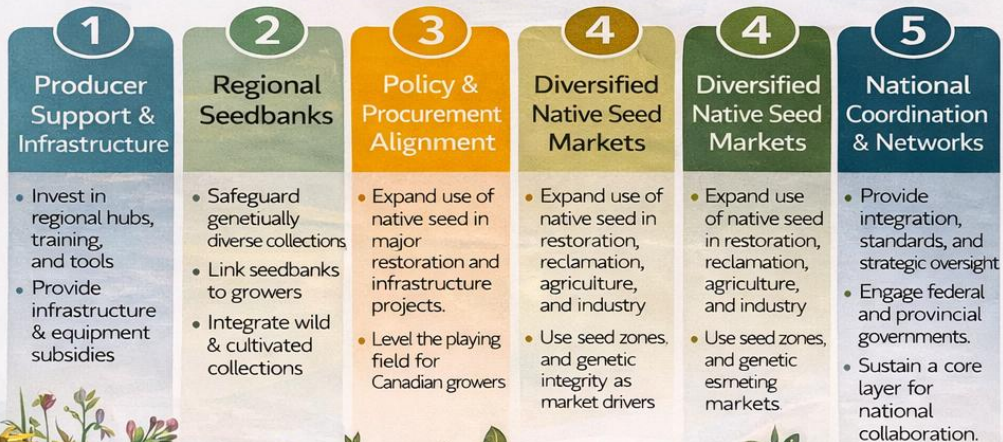 1
Producer
Support &
Infrastructure
• Invest in
regional hubs,
training,
and tools
• Provide
infrastructure
& equipment
subsidies
2
Regional
Seedbanks
• Safeguard
genetiually
diverse collections
• Link seedbanks
to growers
• Integrate wild
& cultivated
collections
3
Policy &
Procurement
Alignment
• Expand use of
native seed in
major
restoration and
infrastructure
projects.
• Level the playing
field for
Canadian growers
4
Diversified
Native Seed
Markets
• Expand use of
native seed in
restoration,
reclamation,
agriculture,
and industry
• Use seed zones,
and genetic
integrity as
market drivers
4
Diversified
Native Seed
Markets
• Expand use
of native seed
in restoration,
reclamation,
agriculture,
and industry
• Use seed zones,
and genetic
esmeting
markets
5
National
Coordination
& Networks
• Provide
integration,
standards, and
strategic oversight
• Engage federal
and provincial
governments.
• Sustain a core
layer for
national
collaboration.